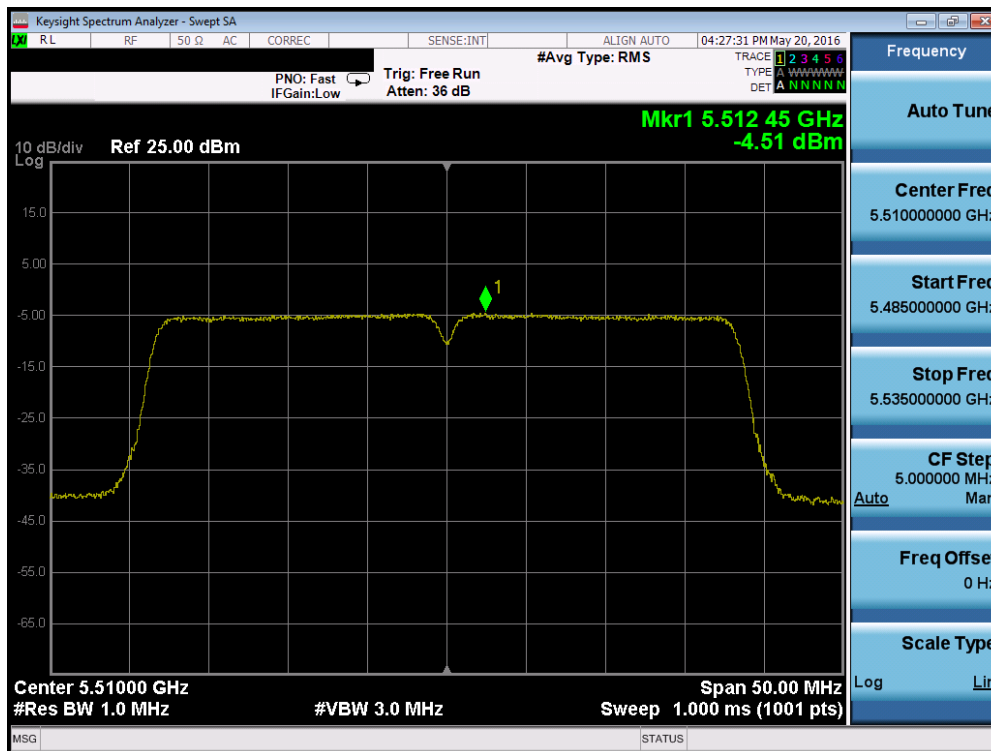 Keysight Spectrum Analyzer - Swept SA
LXI RL RF 50 Ω AC CORREC SENSE:INT ALIGN AUTO 04:27:31 PM May 20, 2016
#Avg Type: RMS TRACE 1 2 3 4 5 6
PNO: Fast Trig: Free Run TYPE A WWWWW
IFGain:Low Atten: 36 dB DET A N N N N N
Mkr1 5.512 45 GHz
-4.51 dBm
10 dB/div Ref 25.00 dBm
Log
15.0
5.00
-5.00
-15.0
-25.0
-35.0
-45.0
-55.0
-65.0
1
Center 5.51000 GHz Span 50.00 MHz
#Res BW 1.0 MHz #VBW 3.0 MHz Sweep 1.000 ms (1001 pts)
MSG STATUS
Frequency
Auto Tune
Center Freq
5.510000000 GHz
Start Freq
5.485000000 GHz
Stop Freq
5.535000000 GHz
CF Step
5.000000 MHz
Auto Man
Freq Offset
0 Hz
Scale Type
Log Lin